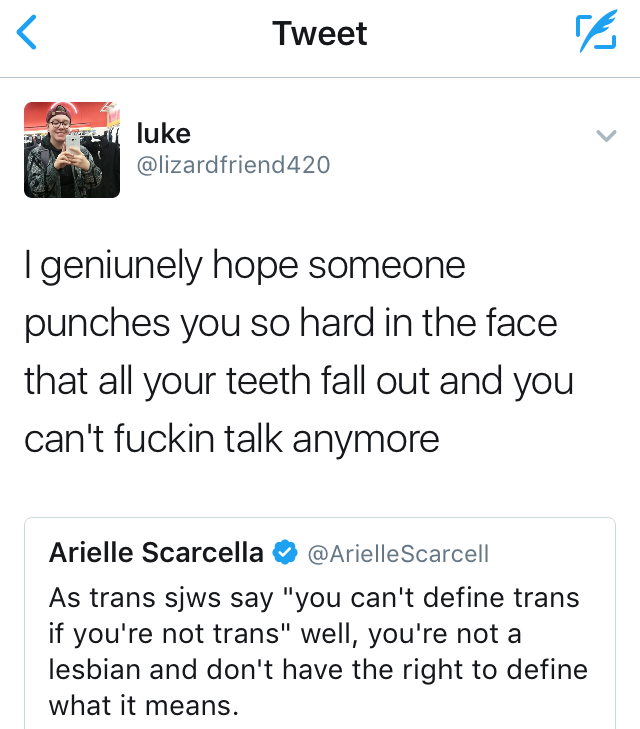 Tweet
luke
@lizardfriend420
I geniunely hope someone
punches you so hard in the face
that all your teeth fall out and you
can't fuckin talk anymore
Arielle Scarcella @ArielleScarcell
As trans sjws say "you can't define trans
if you're not trans" well, you're not a
lesbian and don't have the right to define
what it means.